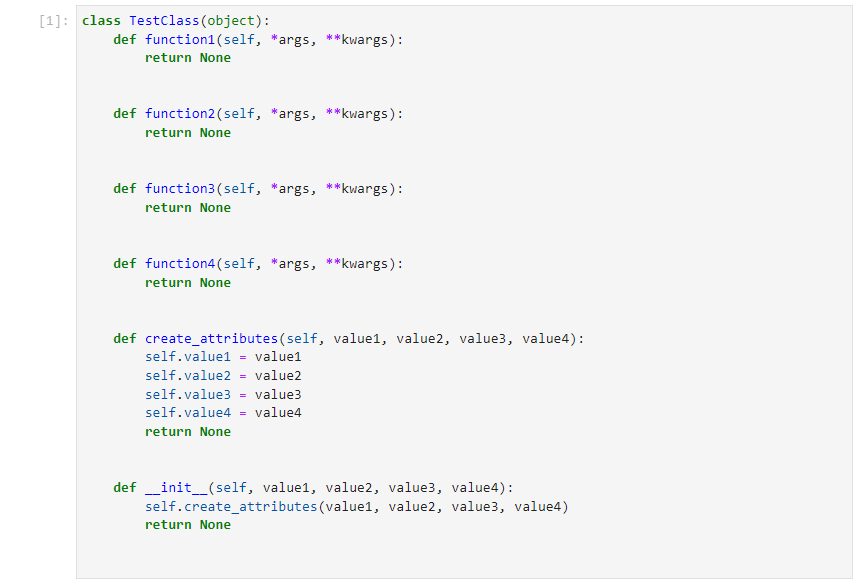 [1]: class TestClass(object):
    def function1(self, *args, **kwargs):
        return None
    def function2(self, *args, **kwargs):
        return None
    def function3(self, *args, **kwargs):
        return None
    def function4(self, *args, **kwargs):
        return None
    def create_attributes(self, value1, value2, value3, value4):
        self.value1 = value1
        self.value2 = value2
        self.value3 = value3
        self.value4 = value4
        return None
    def __init__(self, value1, value2, value3, value4):
        self.create_attributes(value1, value2, value3, value4)
        return None